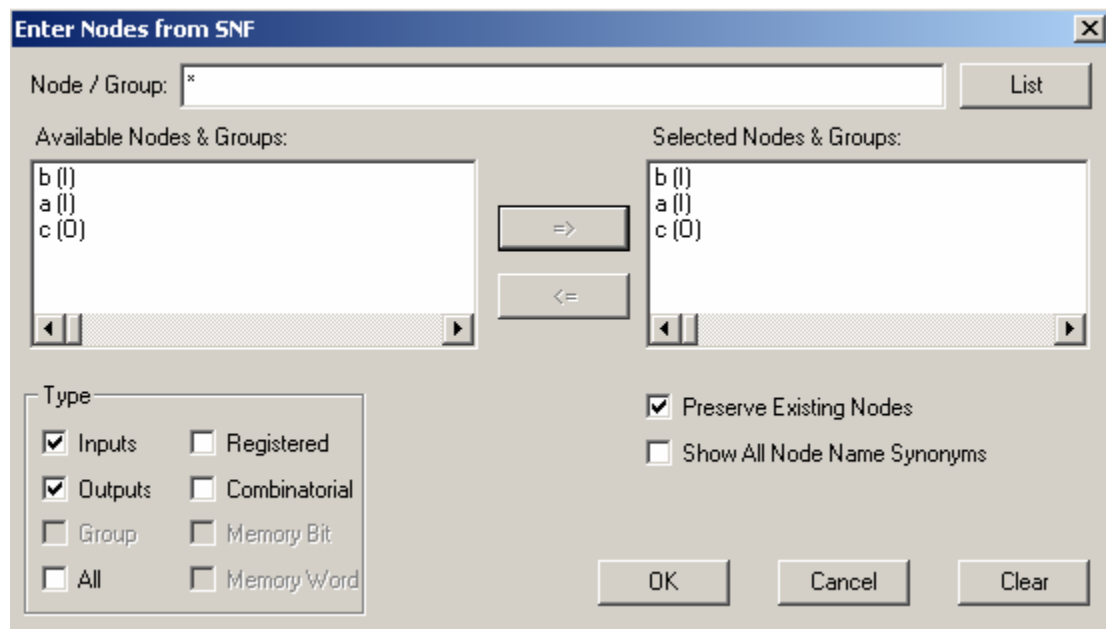 Enter Nodes from SNF
Node / Group: *
List
Available Nodes & Groups:
b (I)
a (I)
c (O)
=>
<=
Selected Nodes & Groups:
b (I)
a (I)
c (O)
Type
Inputs
Registered
Outputs
Combinatorial
Group
Memory Bit
All
Memory Word
Preserve Existing Nodes
Show All Node Name Synonyms
OK
Cancel
Clear